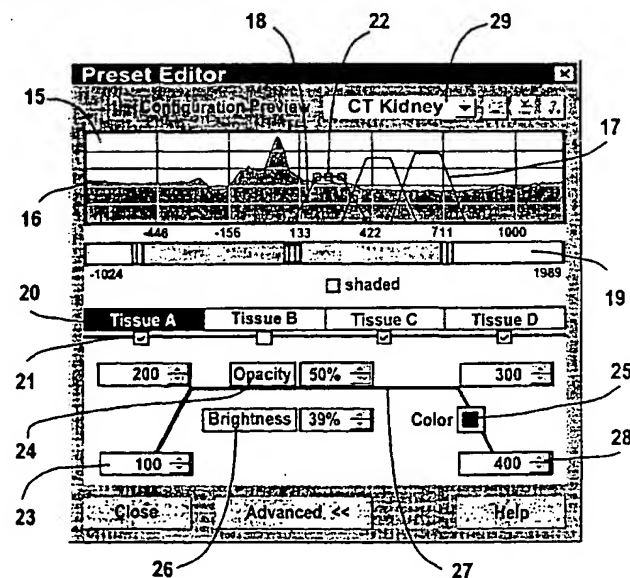 18 22 29
Preset Editor
15 Configuration Preview CT Kidney ?
17
16
-446 -156 133 422 711 1000
-1024 1989
shaded
19
20
Tissue A Tissue B Tissue C Tissue D
21
200 Opacity 50% 300
25
Brightness 39% Color
24
28
100 400
23
Close Advanced << Help
26 27